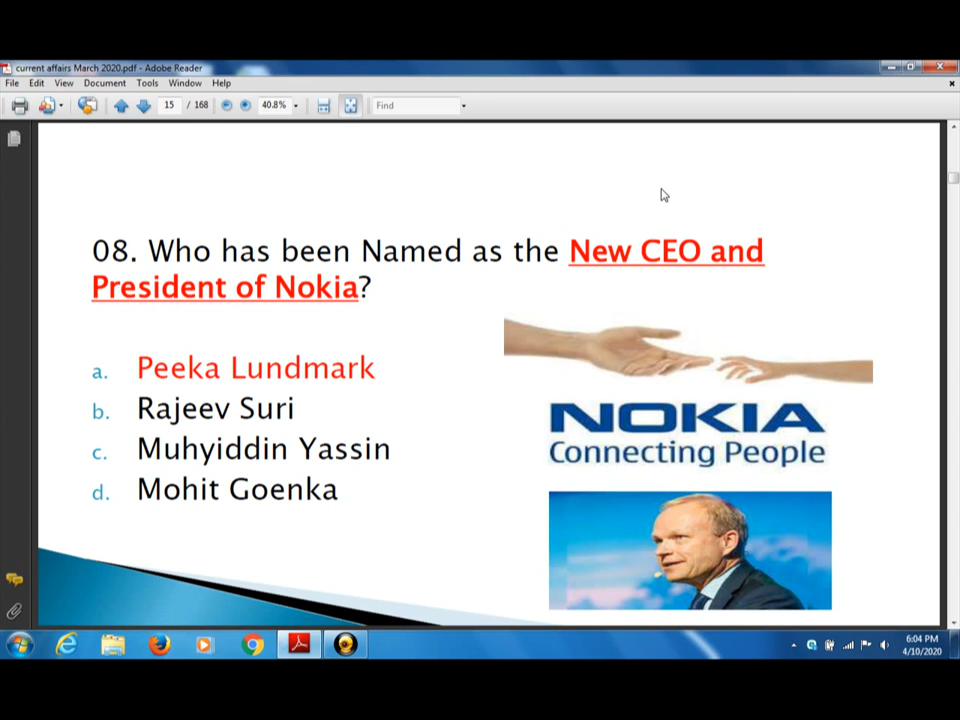 current affairs March 2020.pdf - Adobe Reader
File Edit View Document Tools Window Help
15 / 168 40.8% Find
08. Who has been Named as the New CEO and
President of Nokia?
a. Peeka Lundmark
b. Rajeev Suri
c. Muhyiddin Yassin
d. Mohit Goenka
NOKIA
Connecting People
6:04 PM
4/10/2020